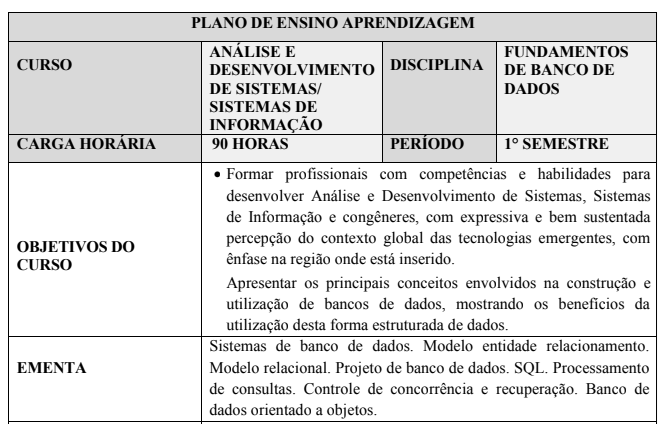 PLANO DE ENSINO APRENDIZAGEM
CURSO
ANÁLISE E
DESENVOLVIMENTO
DE SISTEMAS/
SISTEMAS DE
INFORMAÇÃO
DISCIPLINA
FUNDAMENTOS
DE BANCO DE
DADOS
CARGA HORÁRIA
90 HORAS
PERÍODO
1° SEMESTRE
OBJETIVOS DO
CURSO
• Formar profissionais com competências e habilidades para
desenvolver Análise e Desenvolvimento de Sistemas, Sistemas
de Informação e congêneres, com expressiva e bem sustentada
percepção do contexto global das tecnologias emergentes, com
ênfase na região onde está inserido.
Apresentar os principais conceitos envolvidos na construção e
utilização de bancos de dados, mostrando os benefícios da
utilização desta forma estruturada de dados.
EMENTA
Sistemas de banco de dados. Modelo entidade relacionamento.
Modelo relacional. Projeto de banco de dados. SQL. Processamento
de consultas. Controle de concorrência e recuperação. Banco de
dados orientado a objetos.